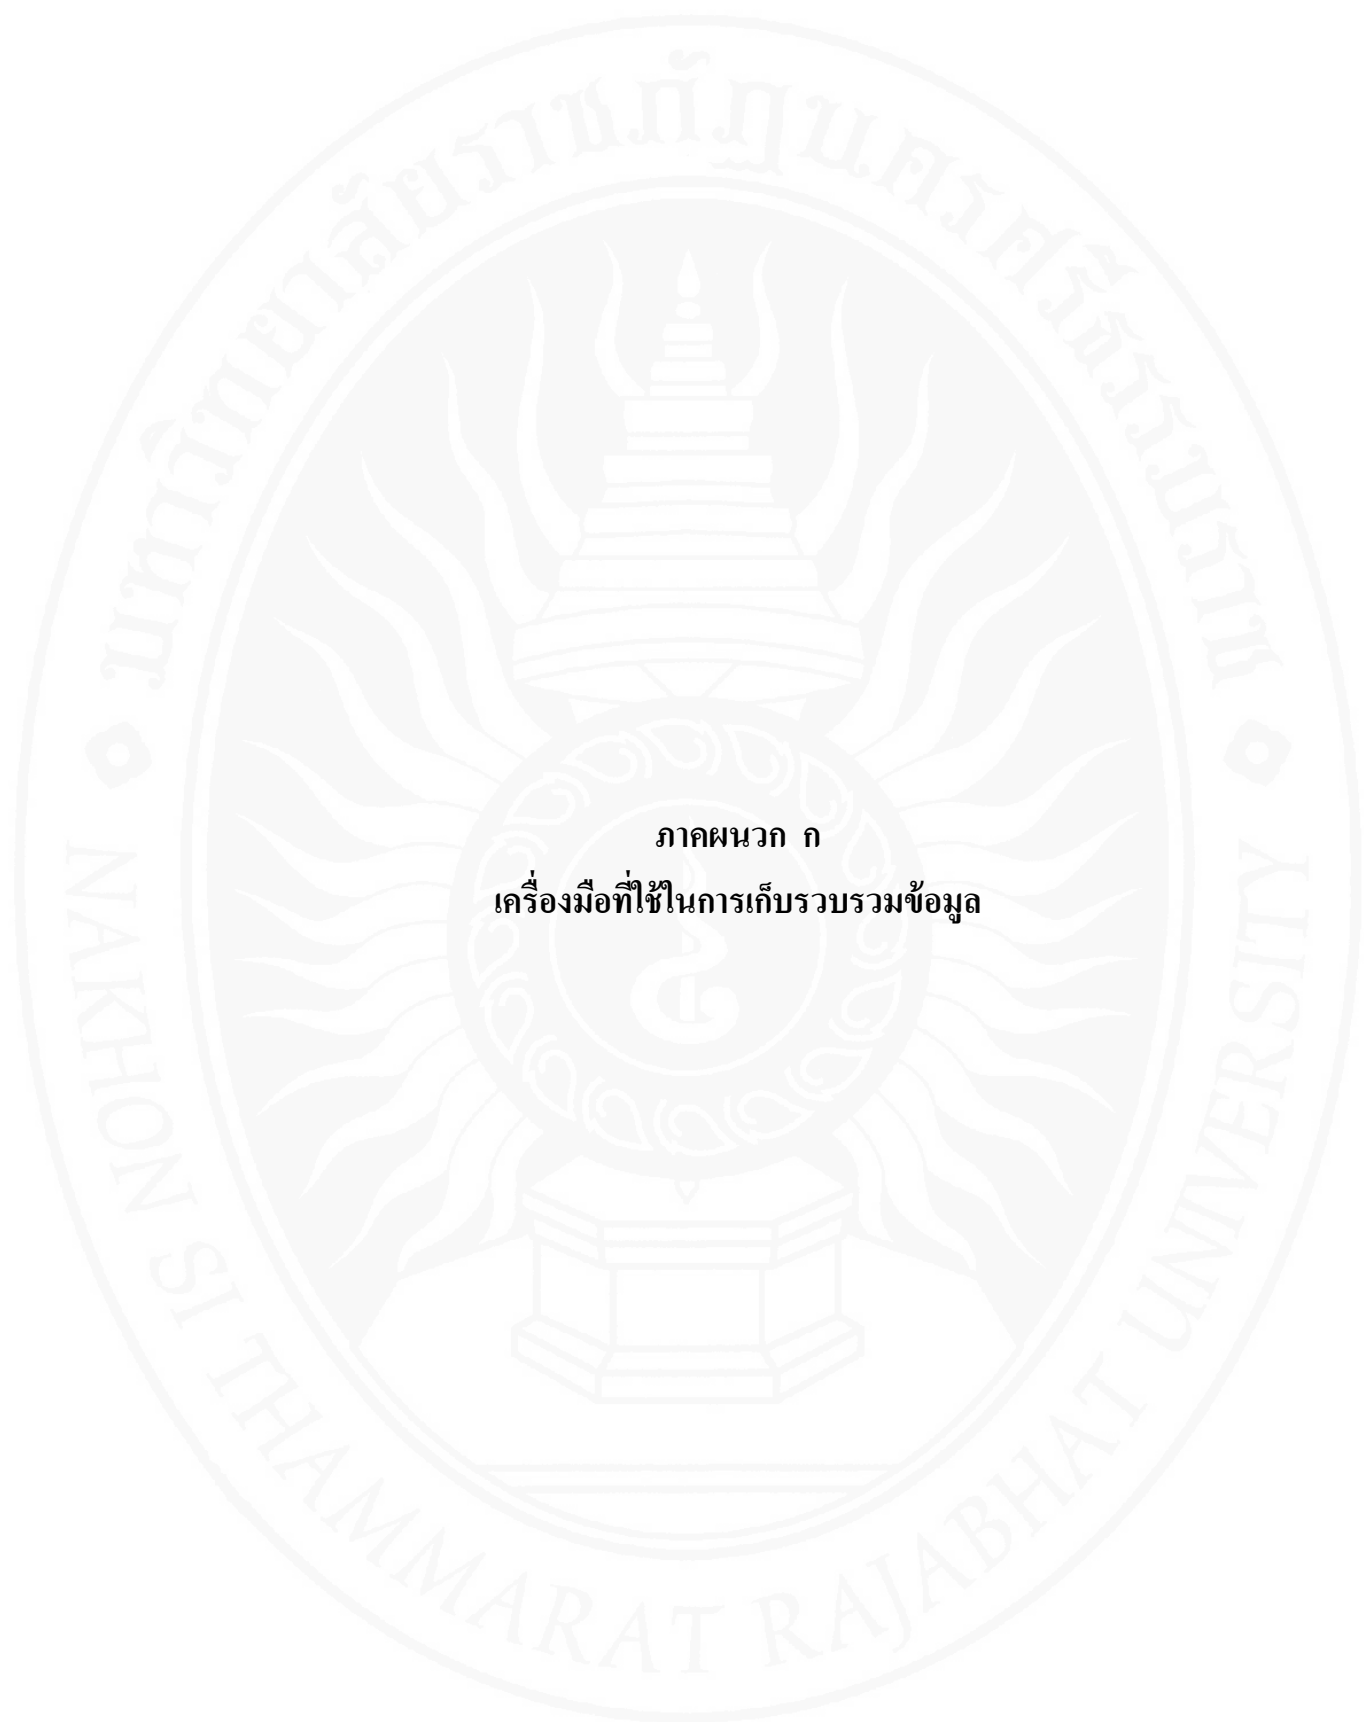 มหาวิทยาลัยราชภัฏนครศรีธรรมราช
ภาคผนวก ก
เครื่องมือที่ใช้ในการเก็บรวบรวมข้อมูล
NAKHON SI THAMMARAT RAJABHAT UNIVERSITY